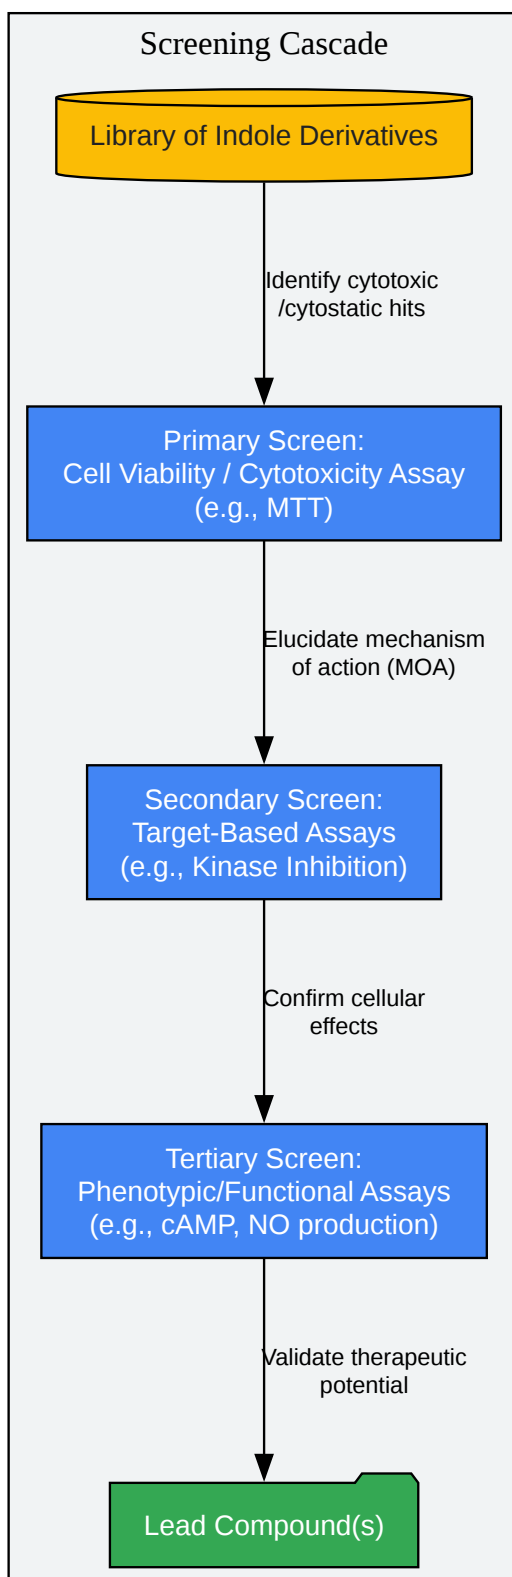 Screening Cascade
Library of Indole Derivatives
Identify cytotoxic
/cytostatic hits
Primary Screen:
Cell Viability / Cytotoxicity Assay
(e.g., MTT)
Elucidate mechanism
of action (MOA)
Secondary Screen:
Target-Based Assays
(e.g., Kinase Inhibition)
Confirm cellular
effects
Tertiary Screen:
Phenotypic/Functional Assays
(e.g., cAMP, NO production)
Validate therapeutic
potential
Lead Compound(s)